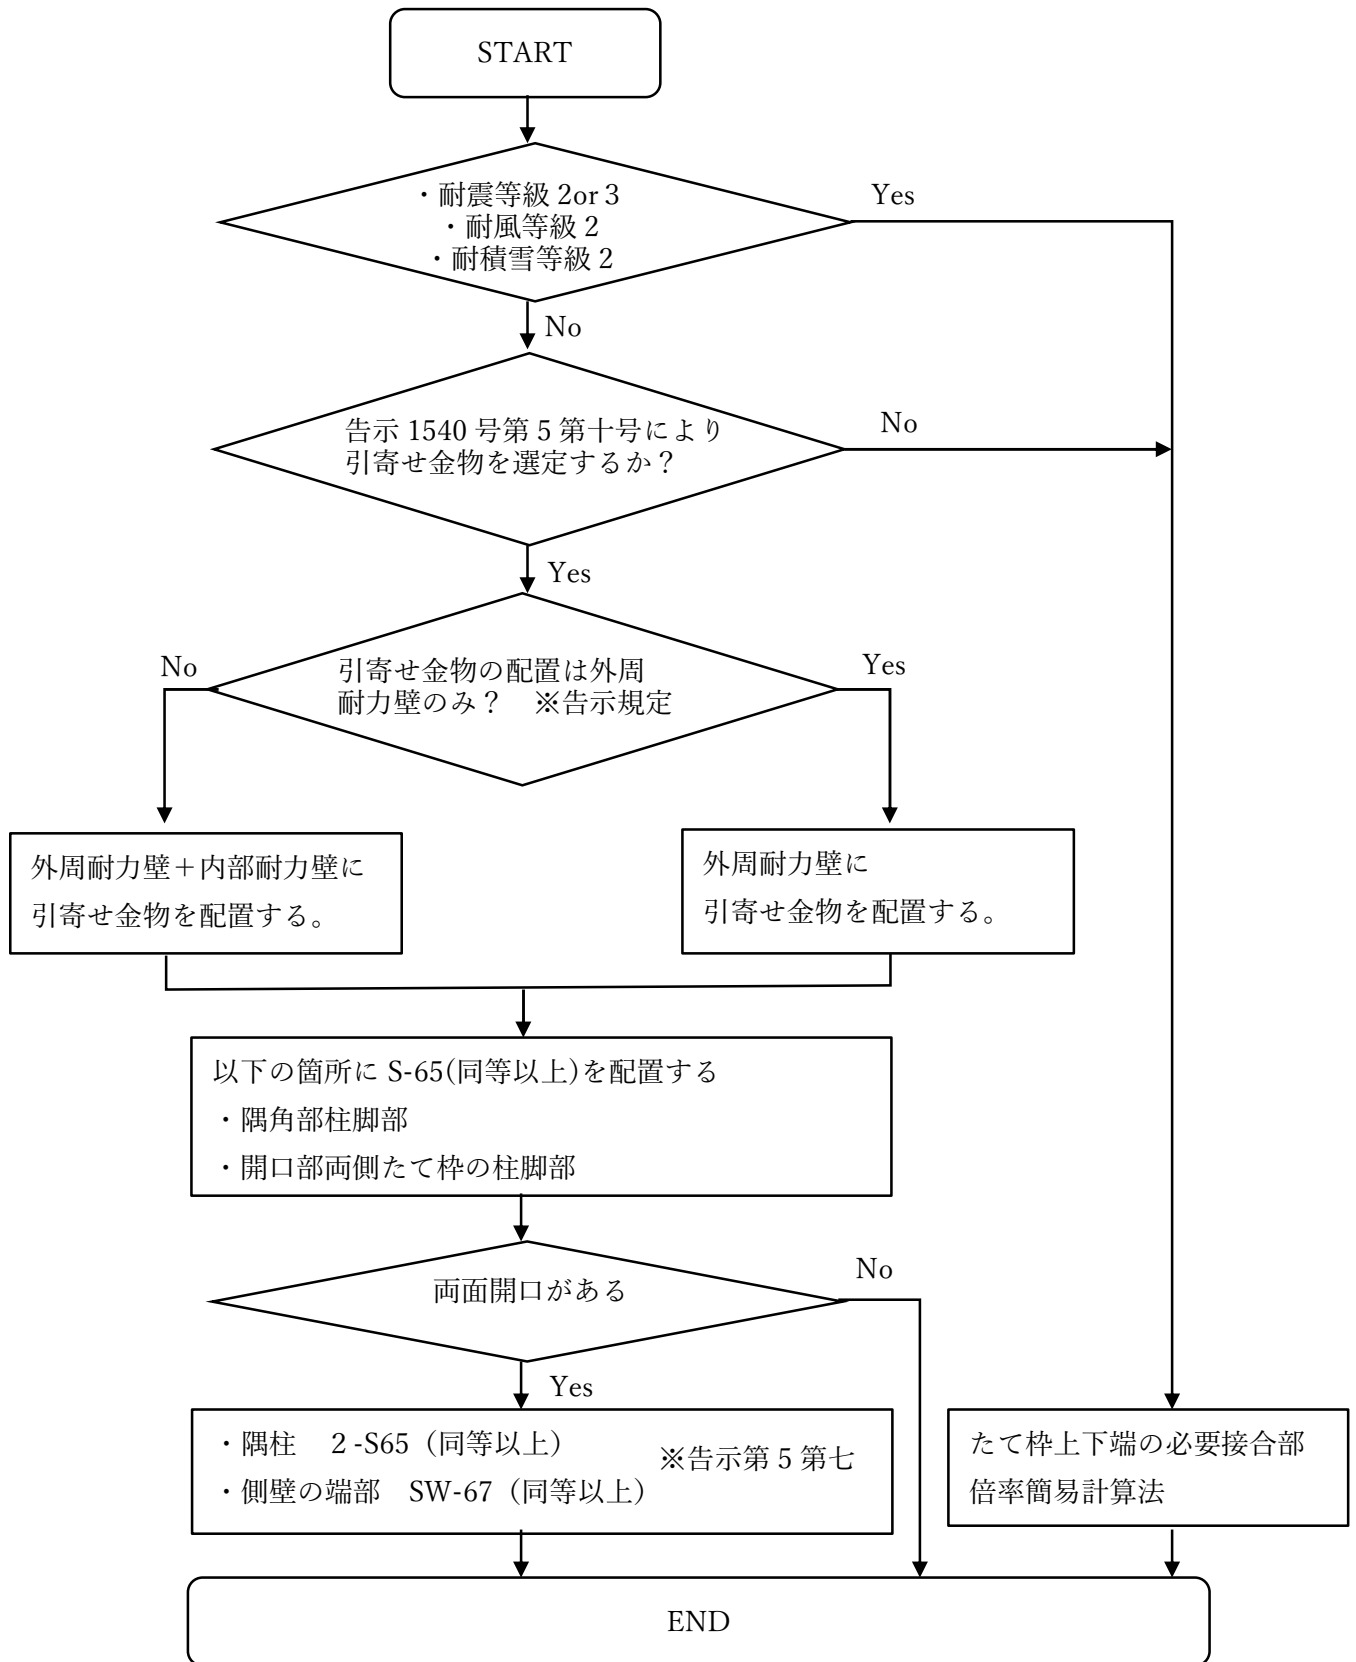 START
・耐震等級 2or３
・耐風等級２
・耐積雪等級２
Yes
No
告示 1540 号第５第十号により
引寄せ金物を選定するか？
No
Yes
引寄せ金物の配置は外周
耐力壁のみ？　※告示規定
No
Yes
外周耐力壁＋内部耐力壁に
引寄せ金物を配置する。
外周耐力壁に
引寄せ金物を配置する。
以下の箇所に S-65(同等以上)を配置する
・隅角部柱脚部
・開口部両側たて枠の柱脚部
両面開口がある
No
Yes
・隅柱　２-S65（同等以上）
・側壁の端部　SW-67（同等以上）
※告示第５第七
たて枠上下端の必要接合部
倍率簡易計算法
END